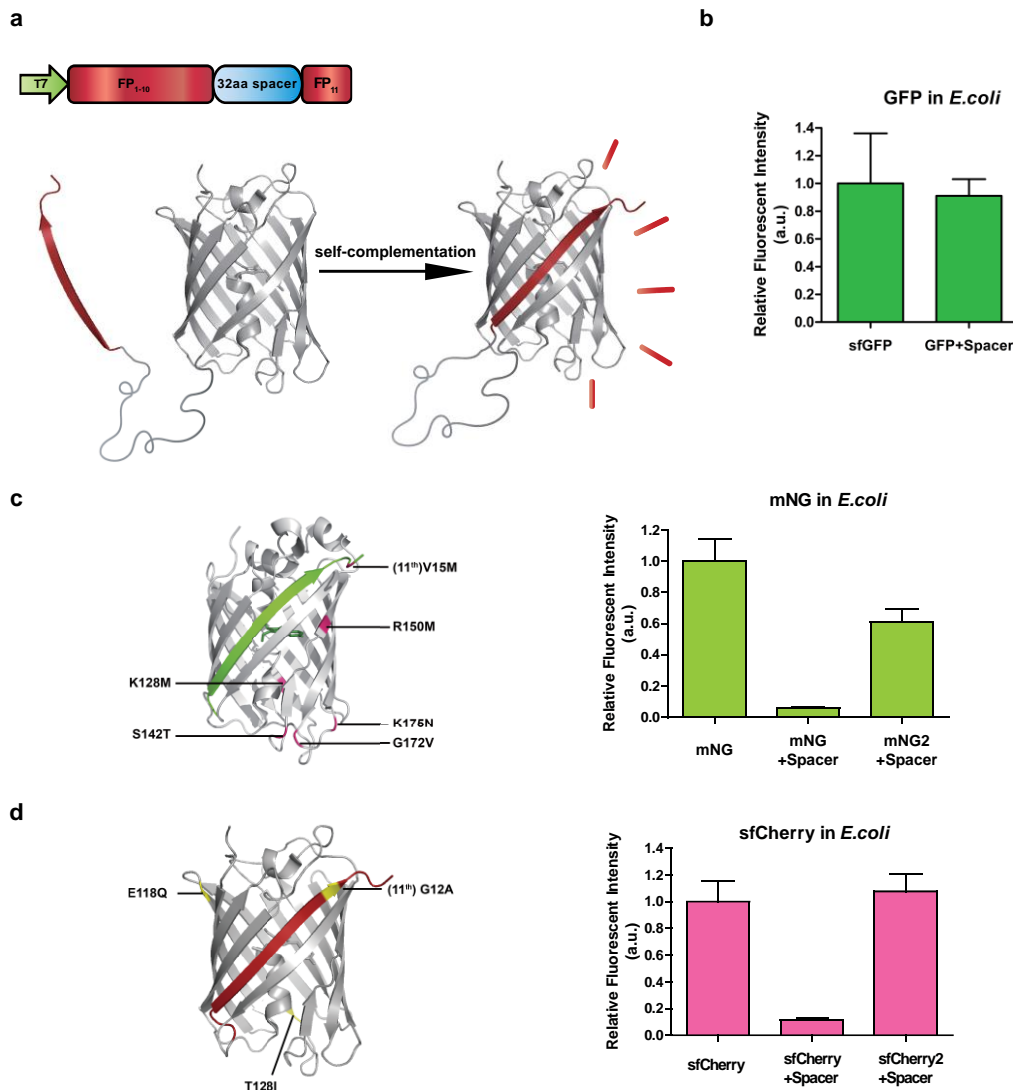 a
T7
FP1-10
32aa spacer
FP11
self-complementation
b
GFP in E.coli
Relative Fluorescent Intensity
(a.u.)
1.4
1.2
1.0
0.8
0.6
0.4
0.2
0.0
sfGFP
GFP+Spacer
c
(11th)V15M
R150M
K128M
S142T
K175N
G172V
mNG in E.coli
Relative Fluorescent Intensity
(a.u.)
1.2
1.0
0.8
0.6
0.4
0.2
0.0
mNG
mNG
+Spacer
mNG2
+Spacer
d
E118Q
(11th) G12A
T128I
sfCherry in E.coli
Relative Fluorescent Intensity
(a.u.)
1.4
1.2
1.0
0.8
0.6
0.4
0.2
0.0
sfCherry
sfCherry
+Spacer
sfCherry2
+Spacer